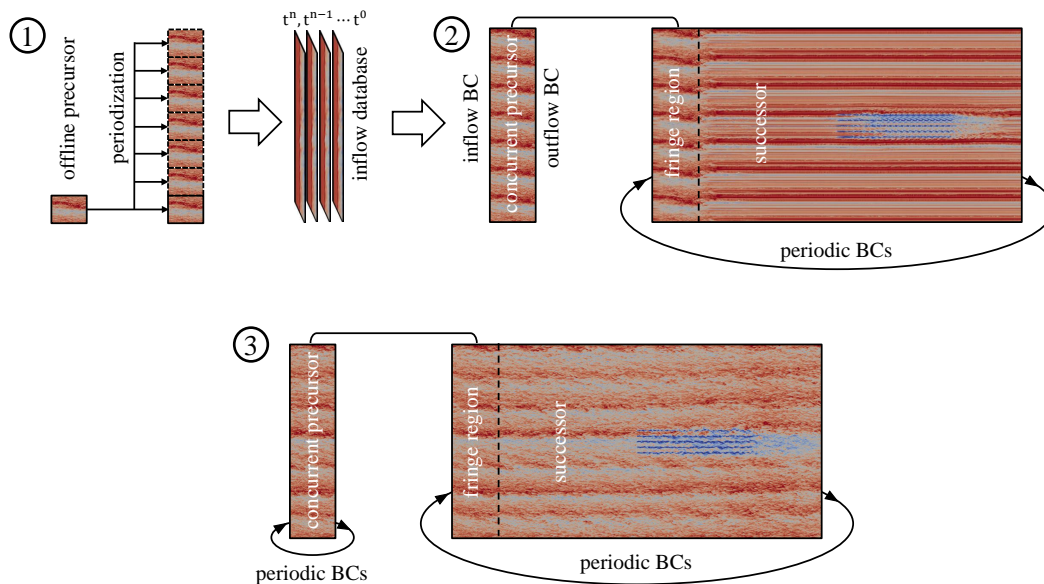 1
offline precursor
periodization
tⁿ, tⁿ⁻¹ ⋯ t⁰
inflow database
2
inflow BC
concurrent precursor
outflow BC
fringe region
successor
periodic BCs
3
concurrent precursor
periodic BCs
fringe region
successor
periodic BCs